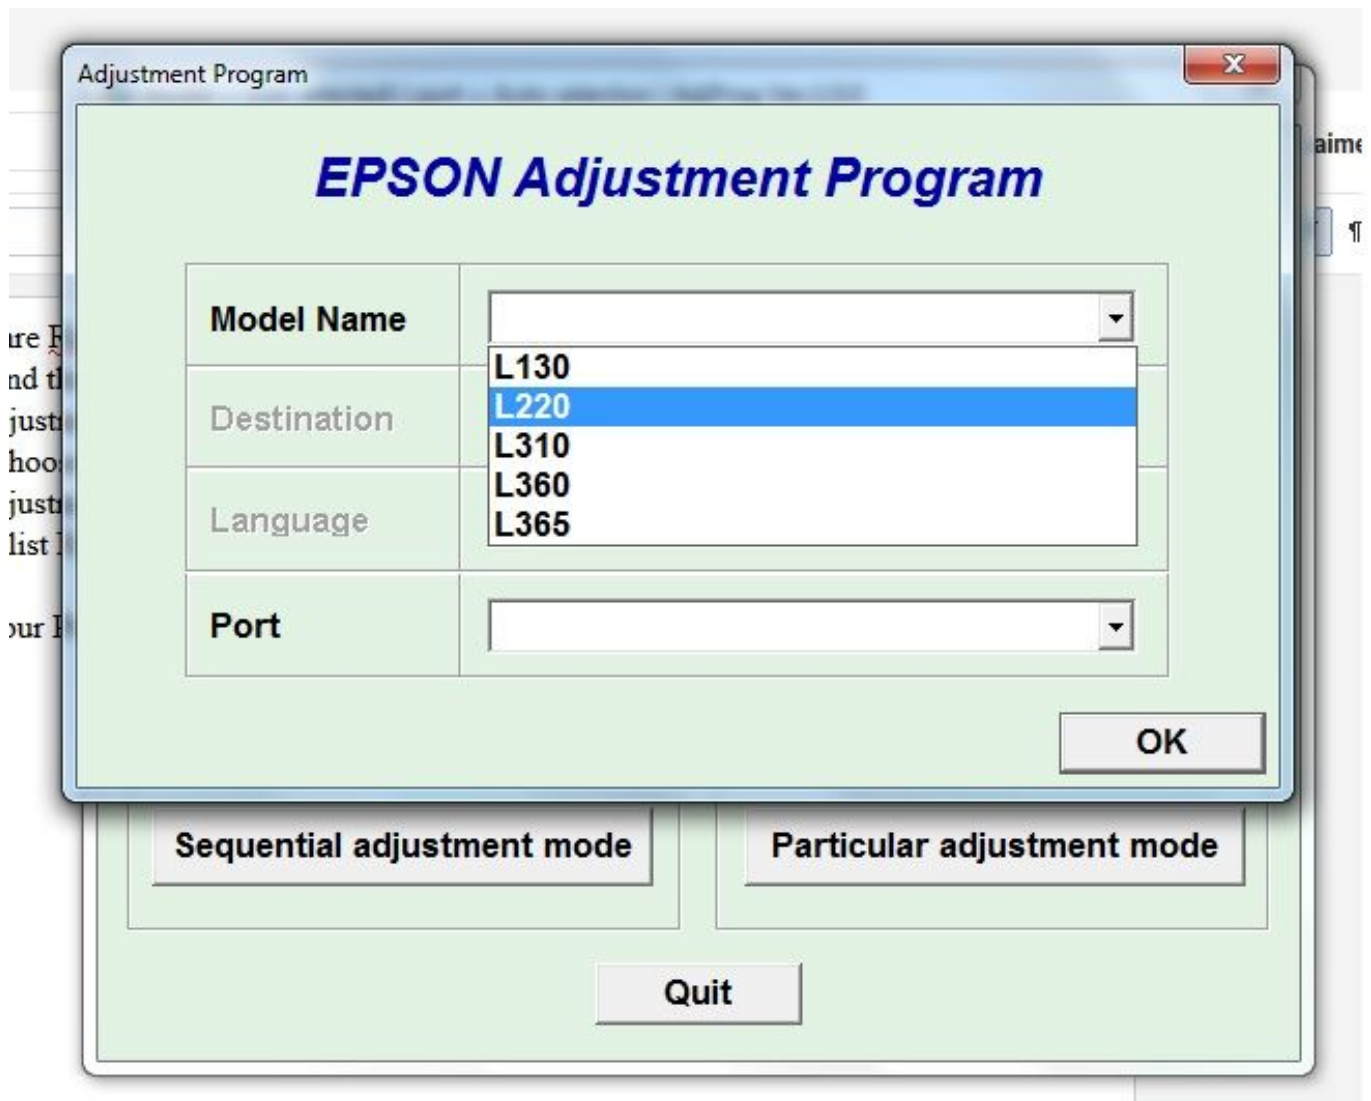 Adjustment Program
EPSON Adjustment Program
Model Name
L130
L220
L310
L360
L365
Destination
Language
Port
OK
Sequential adjustment mode
Particular adjustment mode
Quit
¶